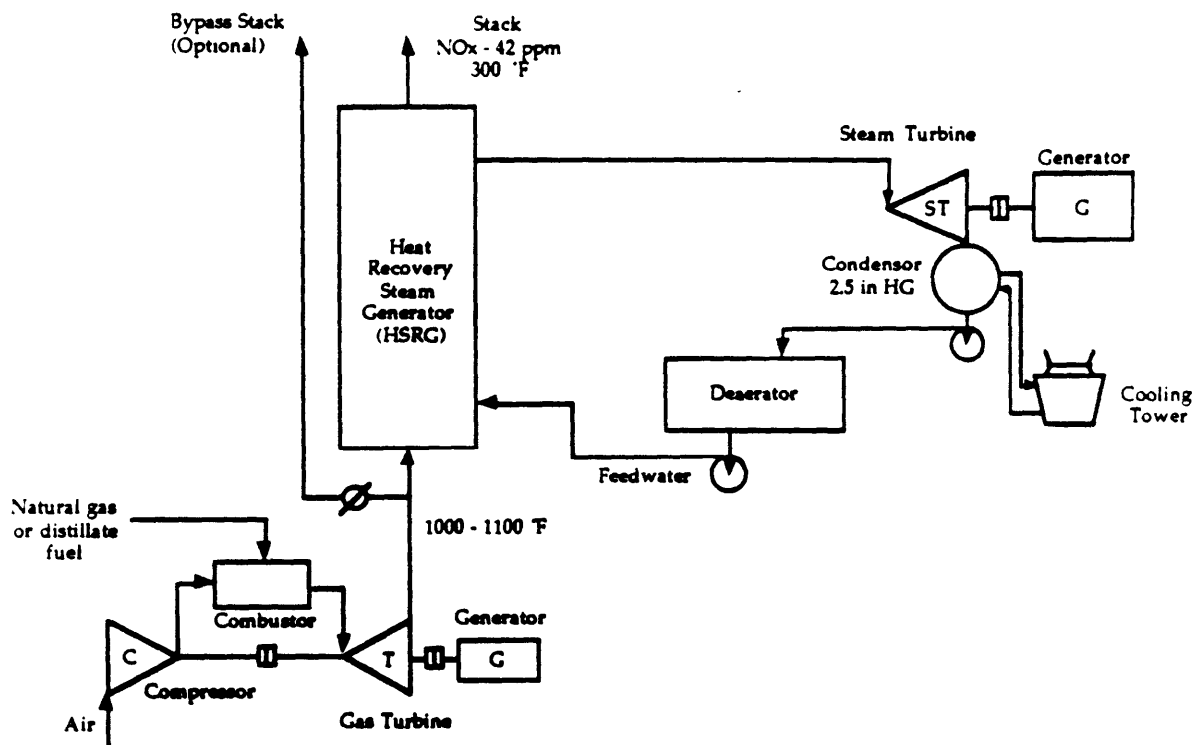 Bypass Stack
(Optional)
Stack
NOx - 42 ppm
300 °F
Steam Turbine
Generator
ST
G
Heat
Recovery
Steam
Generator
(HSRG)
Condensor
2.5 in HG
Deaerator
Cooling
Tower
Feedwater
Natural gas
or distillate
fuel
1000 - 1100 °F
Combustor
Generator
C
T
G
Compressor
Air
Gas Turbine